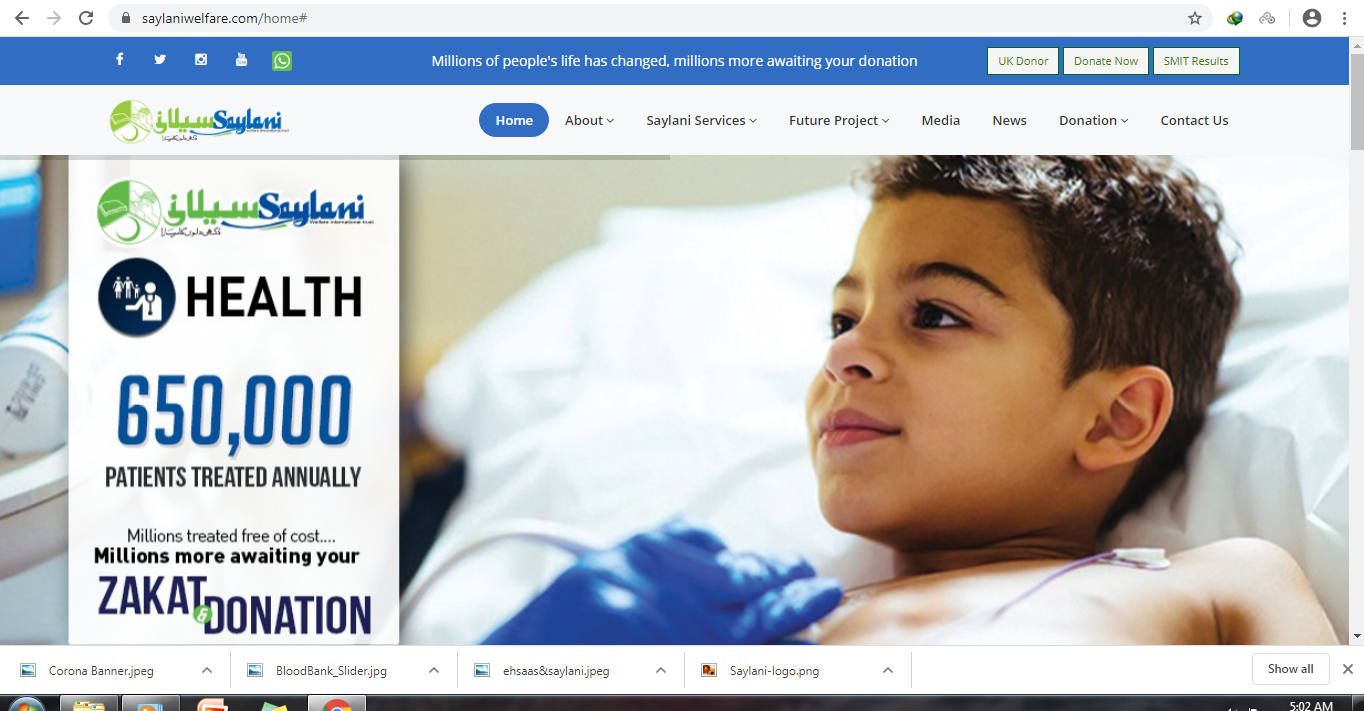 saylaniwelfare.com/home#
Millions of people's life has changed, millions more awaiting your donation
UK Donor
Donate Now
SMIT Results
سیلانی Saylani
Home
About
Saylani Services
Future Project
Media
News
Donation
Contact Us
سیلانی Saylani
Welfare international trust
HEALTH
650,000
PATIENTS TREATED ANNUALLY
Millions treated free of cost....
Millions more awaiting your
ZAKAT & DONATION
Corona Banner.jpeg
BloodBank_Slider.jpg
ehsaas&saylani.jpeg
Saylani-logo.png
Show all
5:02 AM